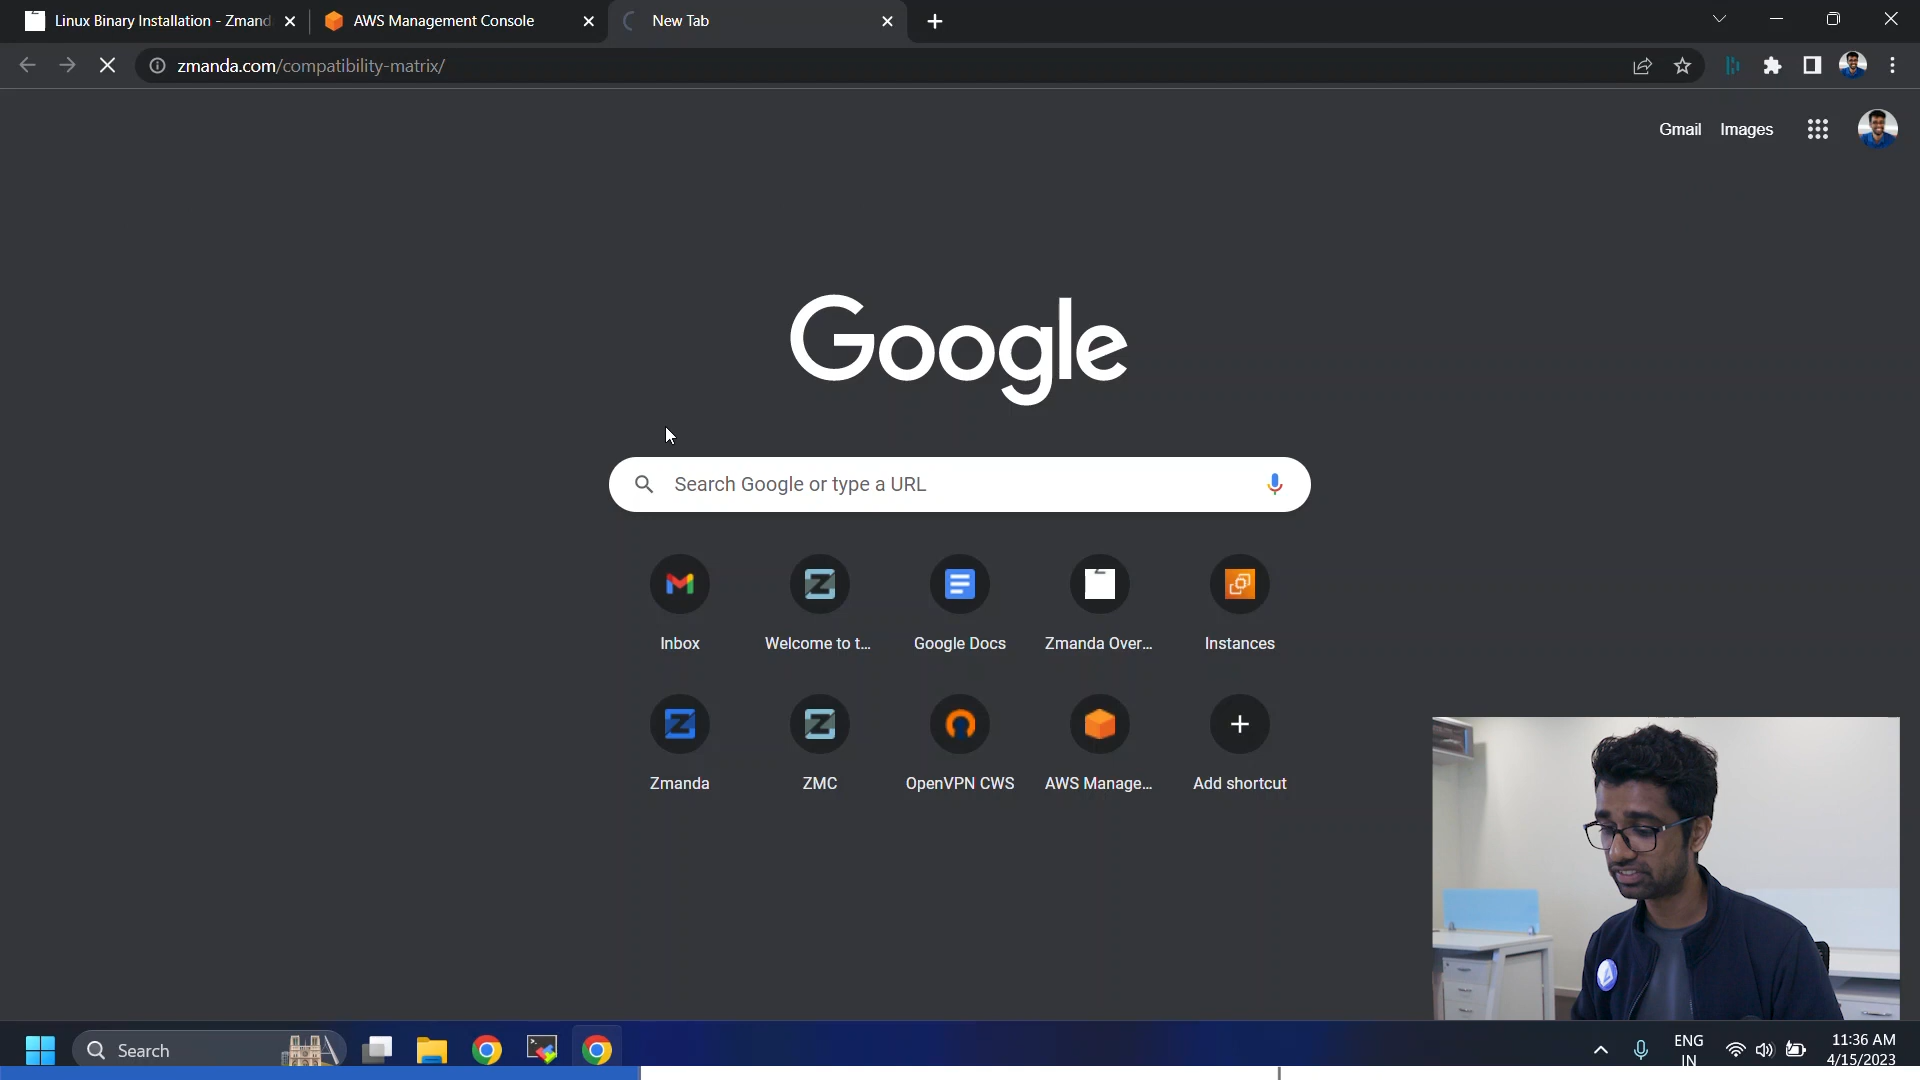 Linux Binary Installation - Zmand
AWS Management Console
New Tab
zmanda.com/compatibility-matrix/
Gmail
Images
Google
Search Google or type a URL
Inbox
Welcome to t...
Google Docs
Zmanda Over...
Instances
Zmanda
ZMC
OpenVPN CWS
AWS Manage...
Add shortcut
Search
ENG
IN
11:36 AM
4/15/2023